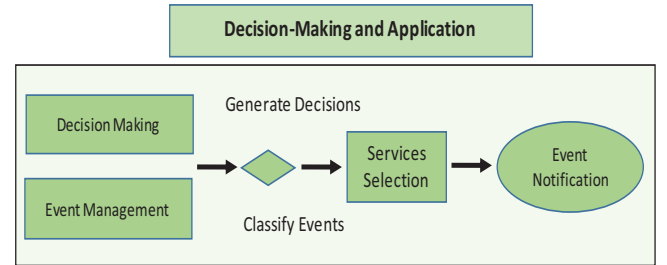 Decision-Making and Application
Decision Making
Event Management
Generate Decisions
Classify Events
Services
Selection
Event
Notification